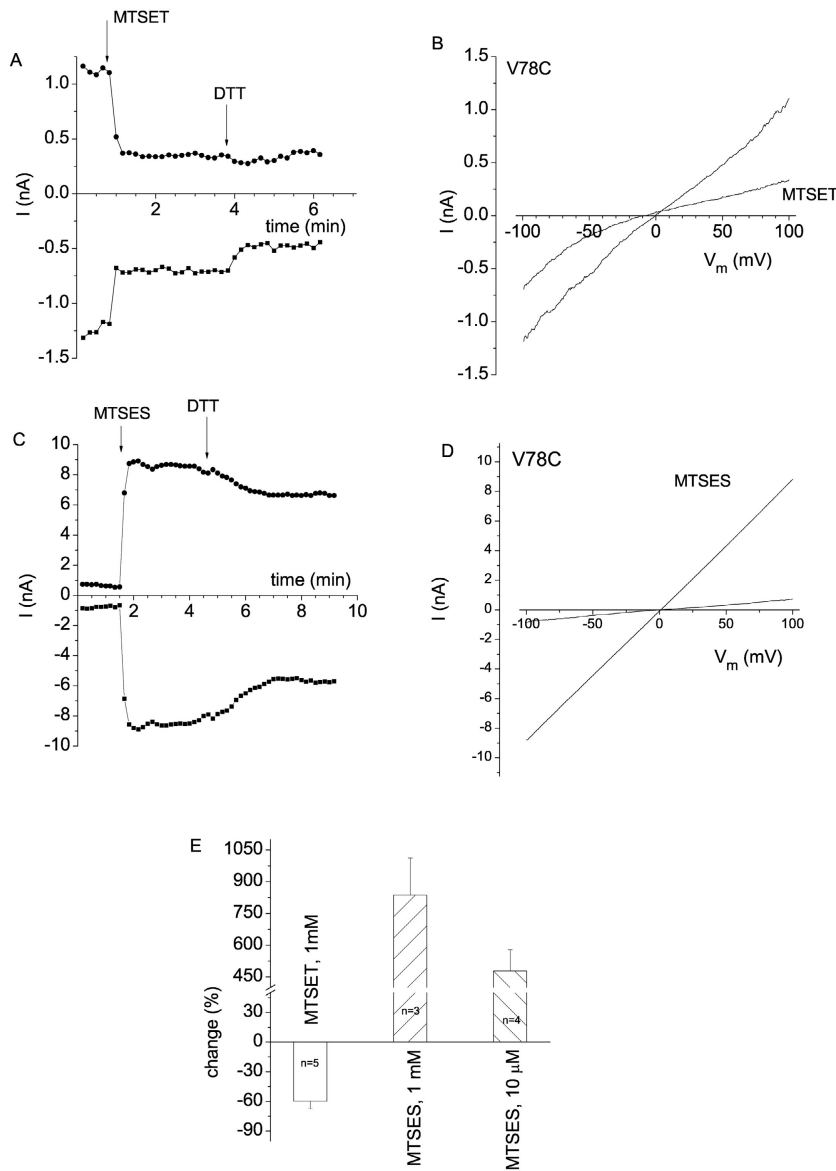 A
MTSET
DTT
I (nA)
1.0
0.5
0.0
-0.5
-1.0
-1.5
2 4 6
time (min)
B
V78C
I (nA)
1.5
1.0
0.5
0.0
-0.5
-1.0
-1.5
-100 -50 0 50 100
MTSET
Vm (mV)
C
MTSES
DTT
I (nA)
10
8
6
4
2
0
-2
-4
-6
-8
-10
2 4 6 8 10
time (min)
D
V78C
MTSES
I (nA)
10
8
6
4
2
0
-2
-4
-6
-8
-10
-100 -50 0 50 100
Vm (mV)
E
change (%)
1050
900
750
600
450
30
0
-30
-60
-90
MTSET, 1mM
n=5
n=3
MTSES, 1 mM
n=4
MTSES, 10 μM